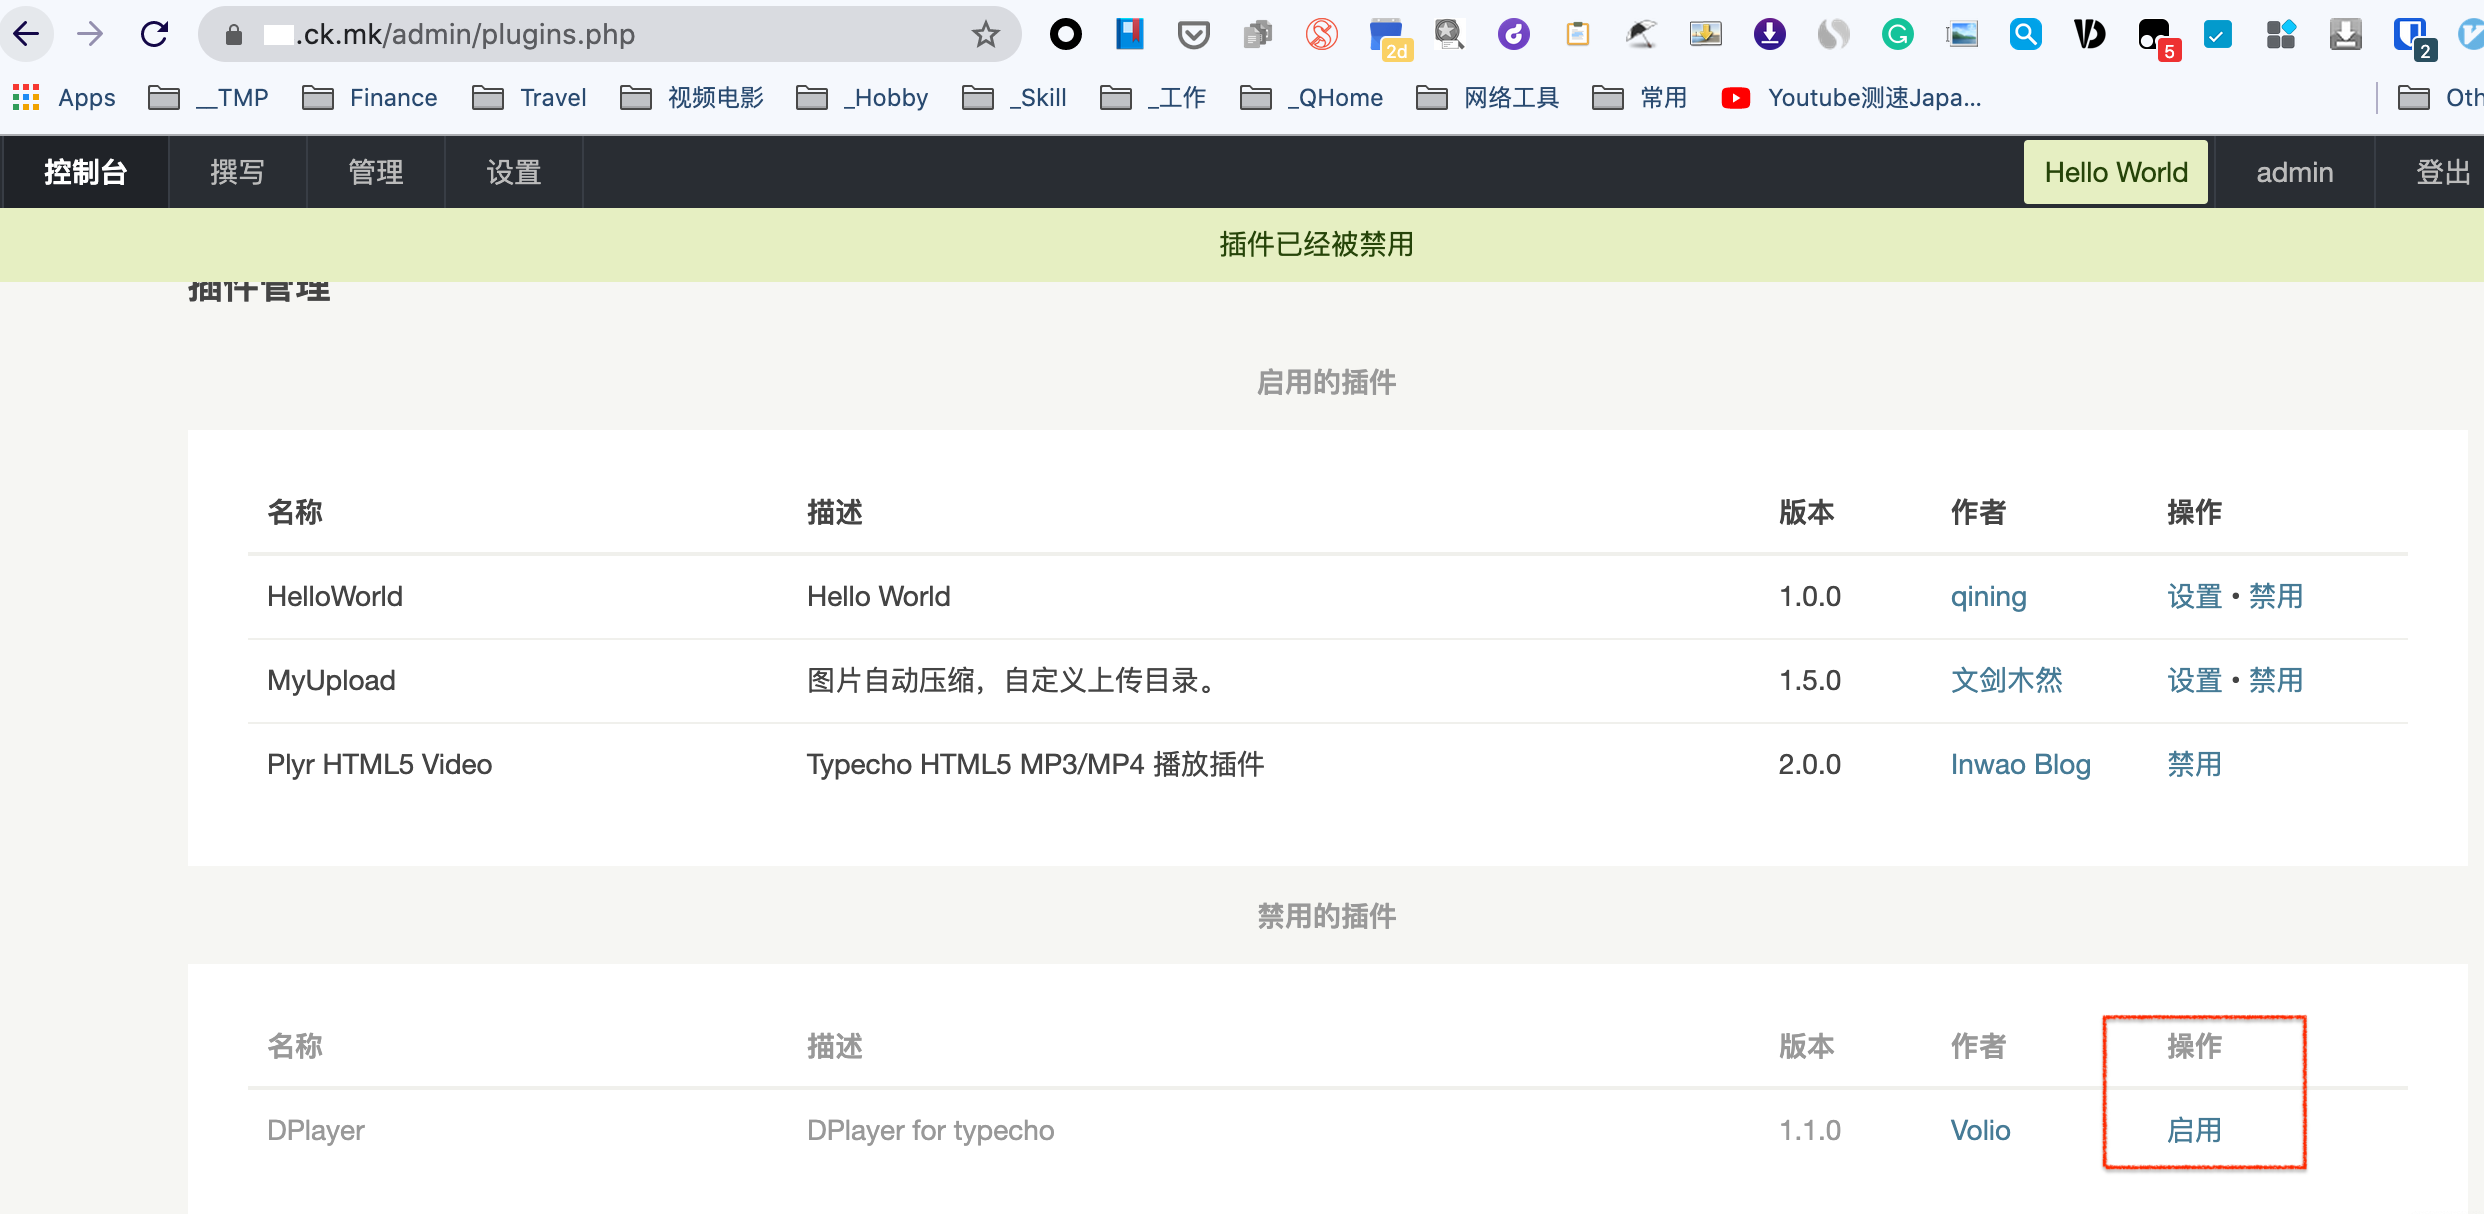 .ck.mk/admin/plugins.php
2d
5
2
Apps __TMP Finance Travel 视频电影 _Hobby _Skill _工作 _QHome 网络工具 常用 Youtube测速Japa... Oth
控制台 撰写 管理 设置 Hello World admin 登出
插件已经被禁用
插件管理
启用的插件
名称 描述 版本 作者 操作
HelloWorld Hello World 1.0.0 qining 设置 • 禁用
MyUpload 图片自动压缩，自定义上传目录。 1.5.0 文剑木然 设置 • 禁用
Plyr HTML5 Video Typecho HTML5 MP3/MP4 播放插件 2.0.0 Inwao Blog 禁用
禁用的插件
名称 描述 版本 作者 操作
DPlayer DPlayer for typecho 1.1.0 Volio 启用